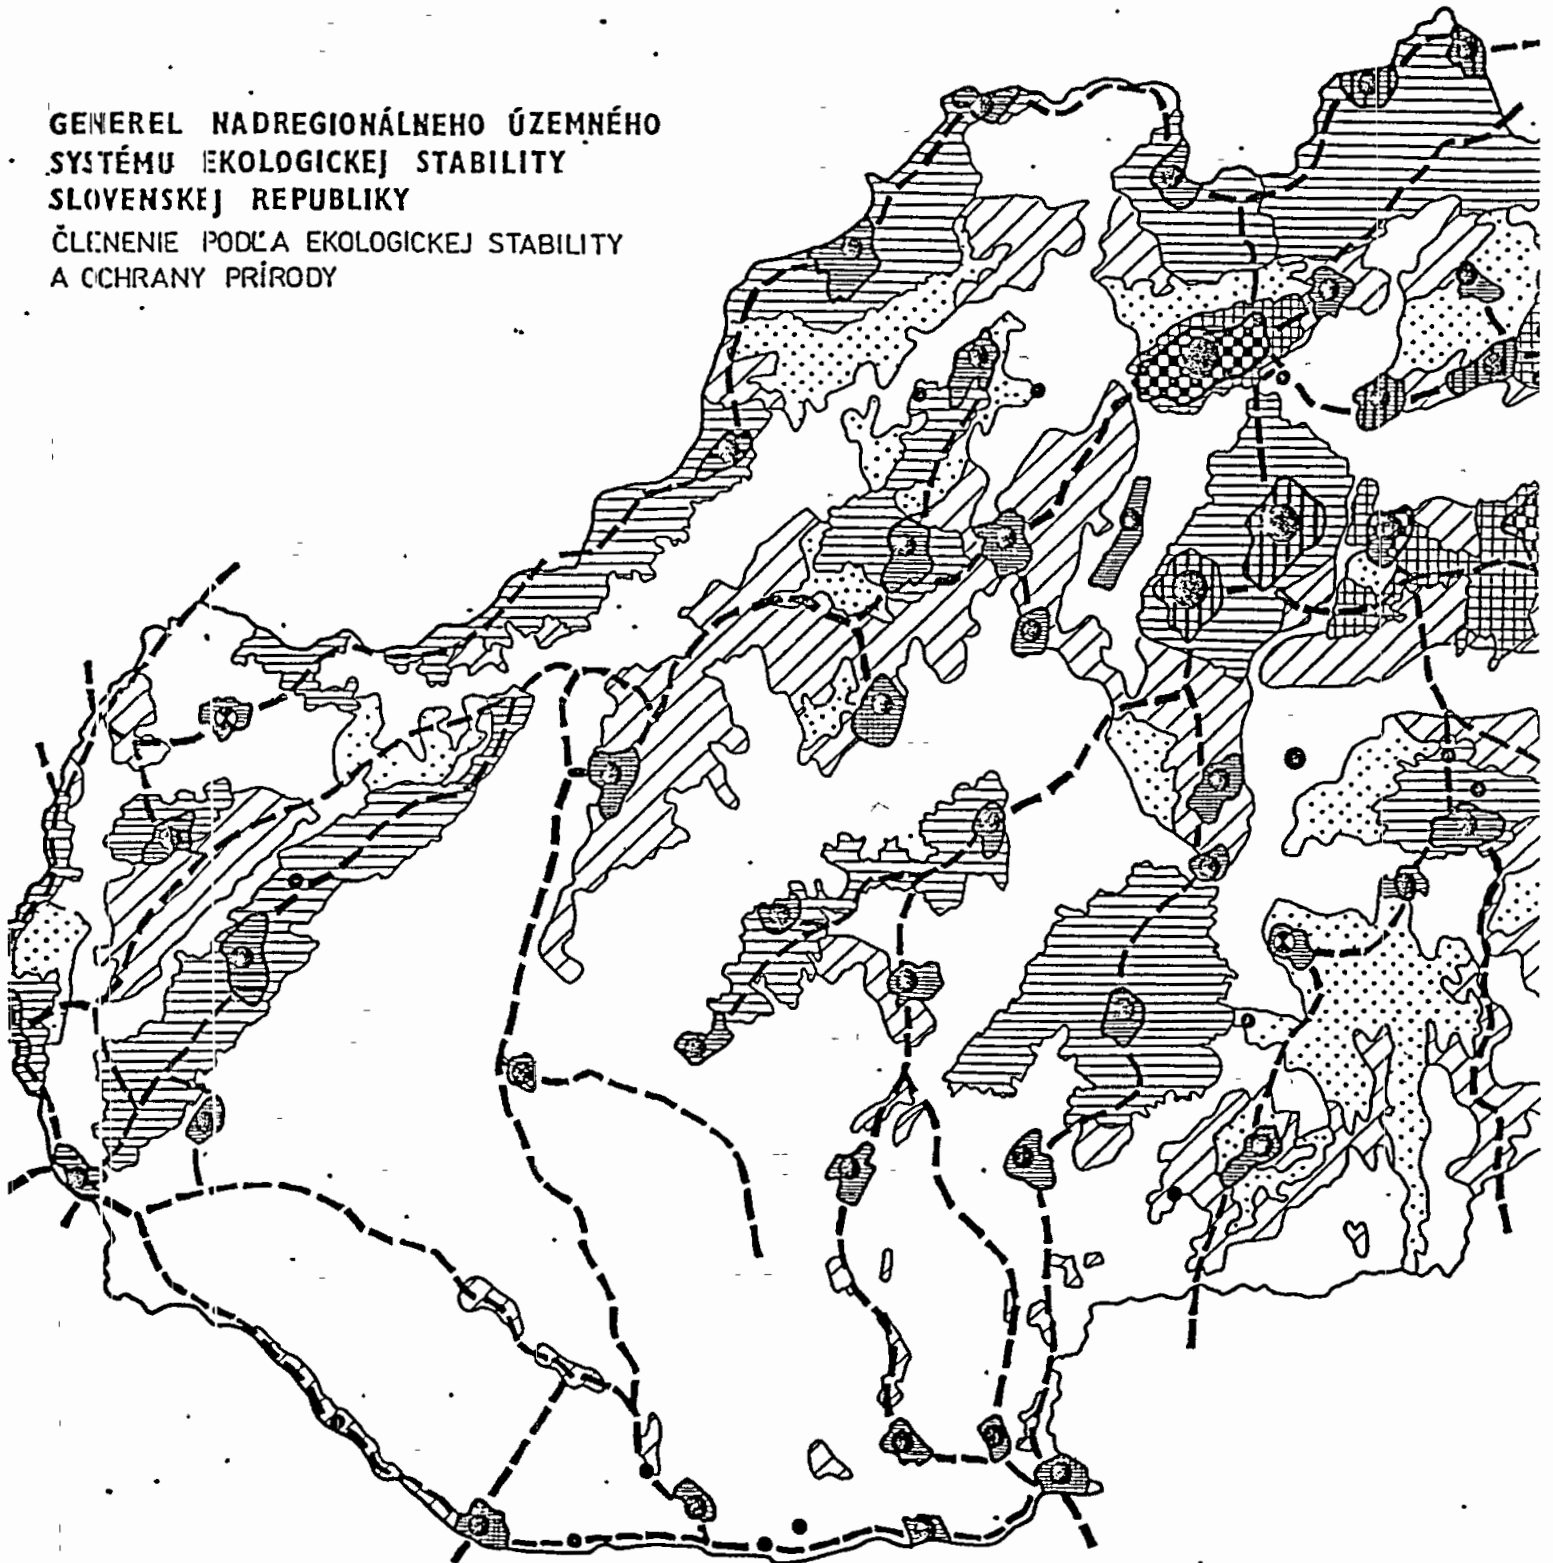 GENEREL NADREGIONÁLNEHO ÚZEMNÉHO
SYSTÉMU EKOLOGICKEJ STABILITY
SLOVENSKEJ REPUBLIKY
ČLENENIE PODĽA EKOLOGICKEJ STABILITY
A OCHRANY PRÍRODY